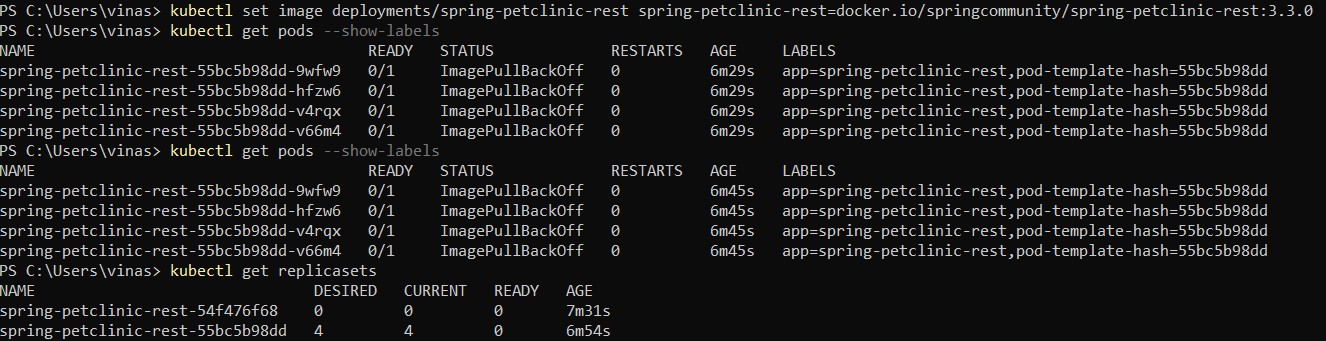 PS C:\Users\vinas> kubectl set image deployments/spring-petclinic-rest spring-petclinic-rest=docker.io/springcommunity/spring-petclinic-rest:3.3.0
PS C:\Users\vinas> kubectl get pods --show-labels
NAME READY STATUS RESTARTS AGE LABELS
spring-petclinic-rest-55bc5b98dd-9wfw9 0/1 ImagePullBackOff 0 6m29s app=spring-petclinic-rest,pod-template-hash=55bc5b98dd
spring-petclinic-rest-55bc5b98dd-hfzw6 0/1 ImagePullBackOff 0 6m29s app=spring-petclinic-rest,pod-template-hash=55bc5b98dd
spring-petclinic-rest-55bc5b98dd-v4rqx 0/1 ImagePullBackOff 0 6m29s app=spring-petclinic-rest,pod-template-hash=55bc5b98dd
spring-petclinic-rest-55bc5b98dd-v66m4 0/1 ImagePullBackOff 0 6m29s app=spring-petclinic-rest,pod-template-hash=55bc5b98dd
PS C:\Users\vinas> kubectl get pods --show-labels
NAME READY STATUS RESTARTS AGE LABELS
spring-petclinic-rest-55bc5b98dd-9wfw9 0/1 ImagePullBackOff 0 6m45s app=spring-petclinic-rest,pod-template-hash=55bc5b98dd
spring-petclinic-rest-55bc5b98dd-hfzw6 0/1 ImagePullBackOff 0 6m45s app=spring-petclinic-rest,pod-template-hash=55bc5b98dd
spring-petclinic-rest-55bc5b98dd-v4rqx 0/1 ImagePullBackOff 0 6m45s app=spring-petclinic-rest,pod-template-hash=55bc5b98dd
spring-petclinic-rest-55bc5b98dd-v66m4 0/1 ImagePullBackOff 0 6m45s app=spring-petclinic-rest,pod-template-hash=55bc5b98dd
PS C:\Users\vinas> kubectl get replicasets
NAME DESIRED CURRENT READY AGE
spring-petclinic-rest-54f476f68 0 0 0 7m31s
spring-petclinic-rest-55bc5b98dd 4 4 0 6m54s